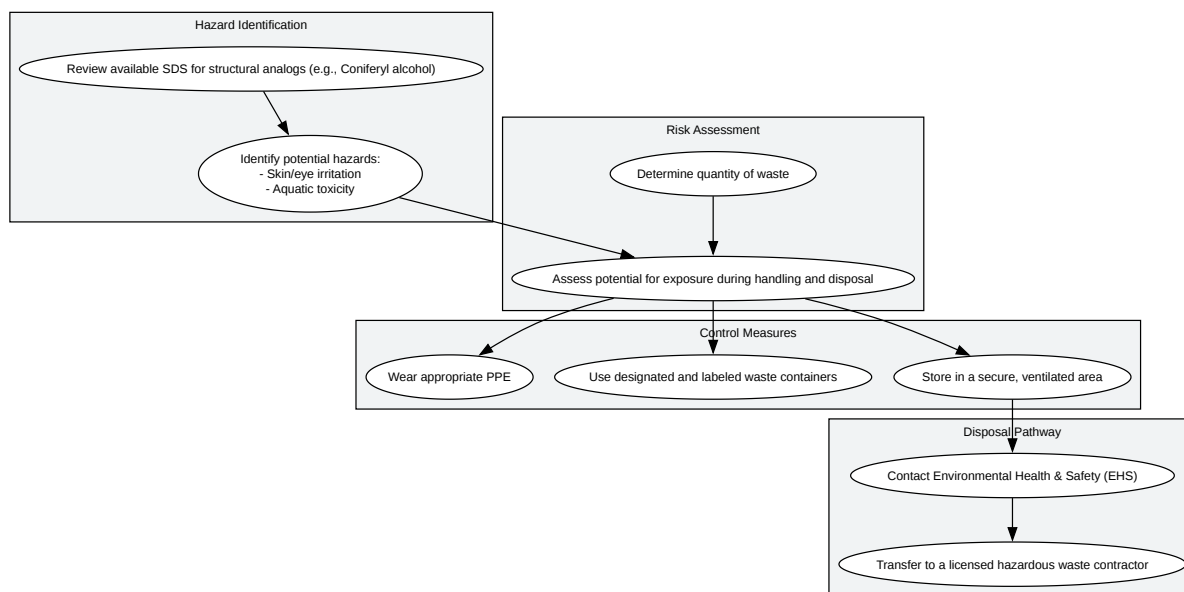 Hazard Identification
Review available SDS for structural analogs (e.g., Coniferyl alcohol)
Identify potential hazards:
- Skin/eye irritation
- Aquatic toxicity
Risk Assessment
Determine quantity of waste
Assess potential for exposure during handling and disposal
Control Measures
Wear appropriate PPE
Use designated and labeled waste containers
Store in a secure, ventilated area
Disposal Pathway
Contact Environmental Health & Safety (EHS)
Transfer to a licensed hazardous waste contractor